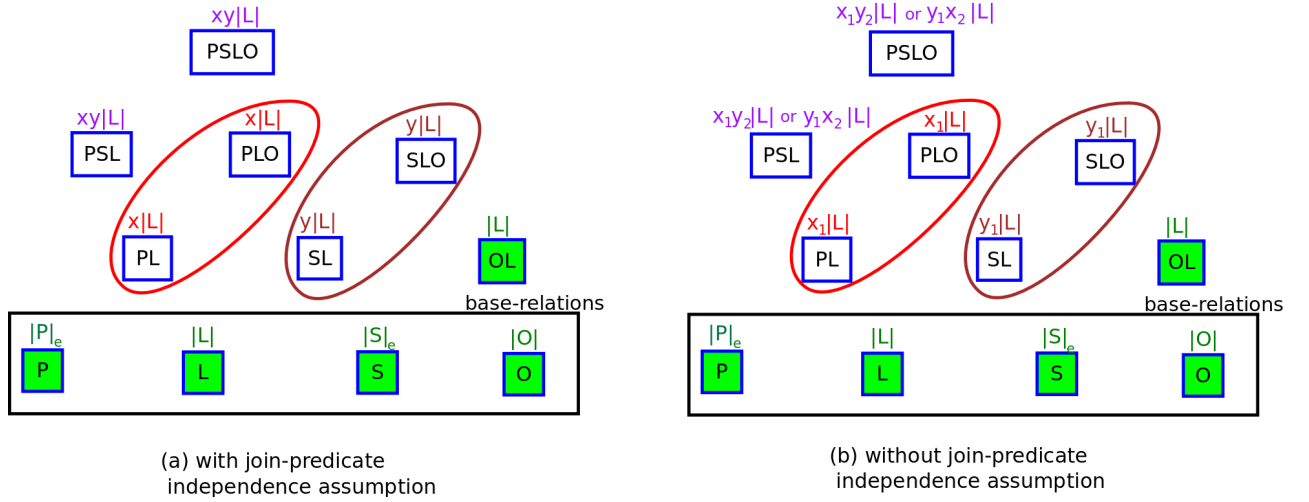 xy|L|
PSLO
xy|L|
PSL
x|L|
PLO
y|L|
SLO
x|L|
PL
y|L|
SL
|L|
OL
base-relations
|P|e
P
|L|
L
|S|e
S
|O|
O
(a) with join-predicate
independence assumption
x1y2|L| or y1x2 |L|
PSLO
x1y2|L| or y1x2 |L|
PSL
x1|L|
PLO
y1|L|
SLO
x1|L|
PL
y1|L|
SL
|L|
OL
base-relations
|P|e
P
|L|
L
|S|e
S
|O|
O
(b) without join-predicate
independence assumption